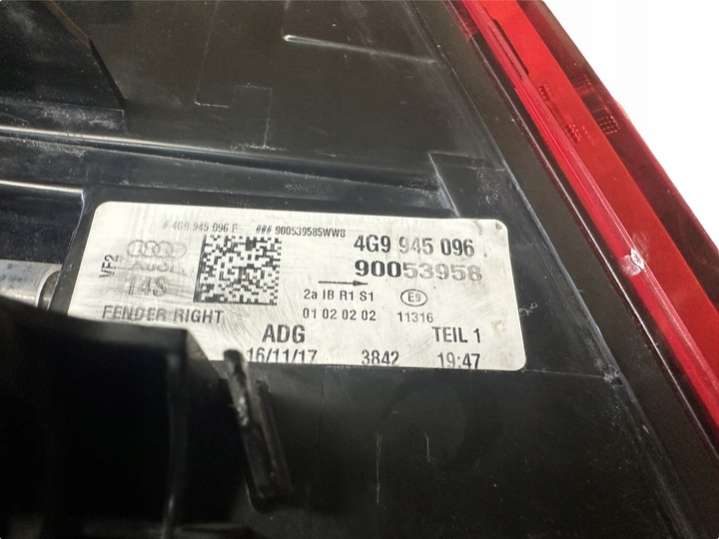 # 4G9 945 096 F ### 90053958SWWS
4G9 945 096
90053958
VF2
2a IB R1 S1
E9
14S
01 02 02 02 11316
FENDER RIGHT
ADG TEIL 1
16/11/17 3842 19:47